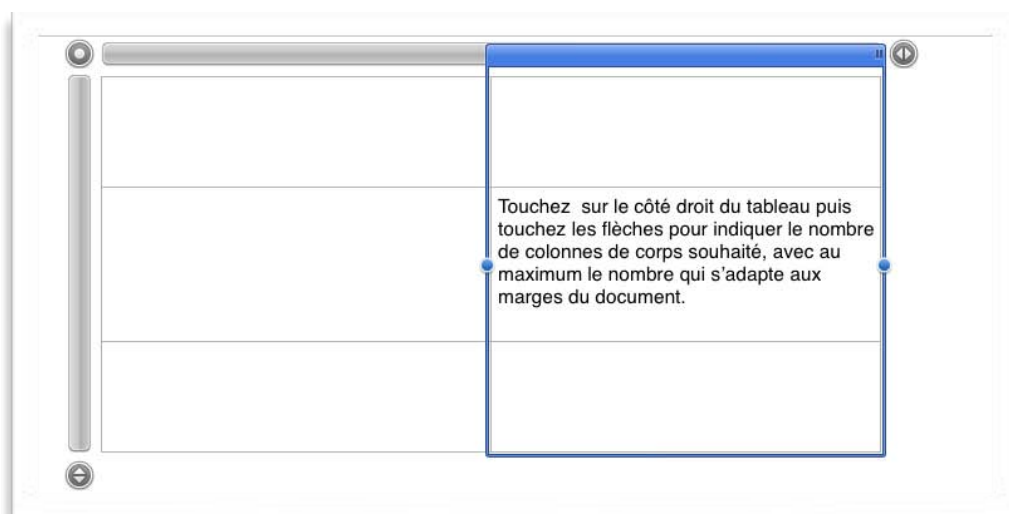 Touchez  sur le côté droit du tableau puis
touchez les flèches pour indiquer le nombre
de colonnes de corps souhaité, avec au
maximum le nombre qui s’adapte aux
marges du document.